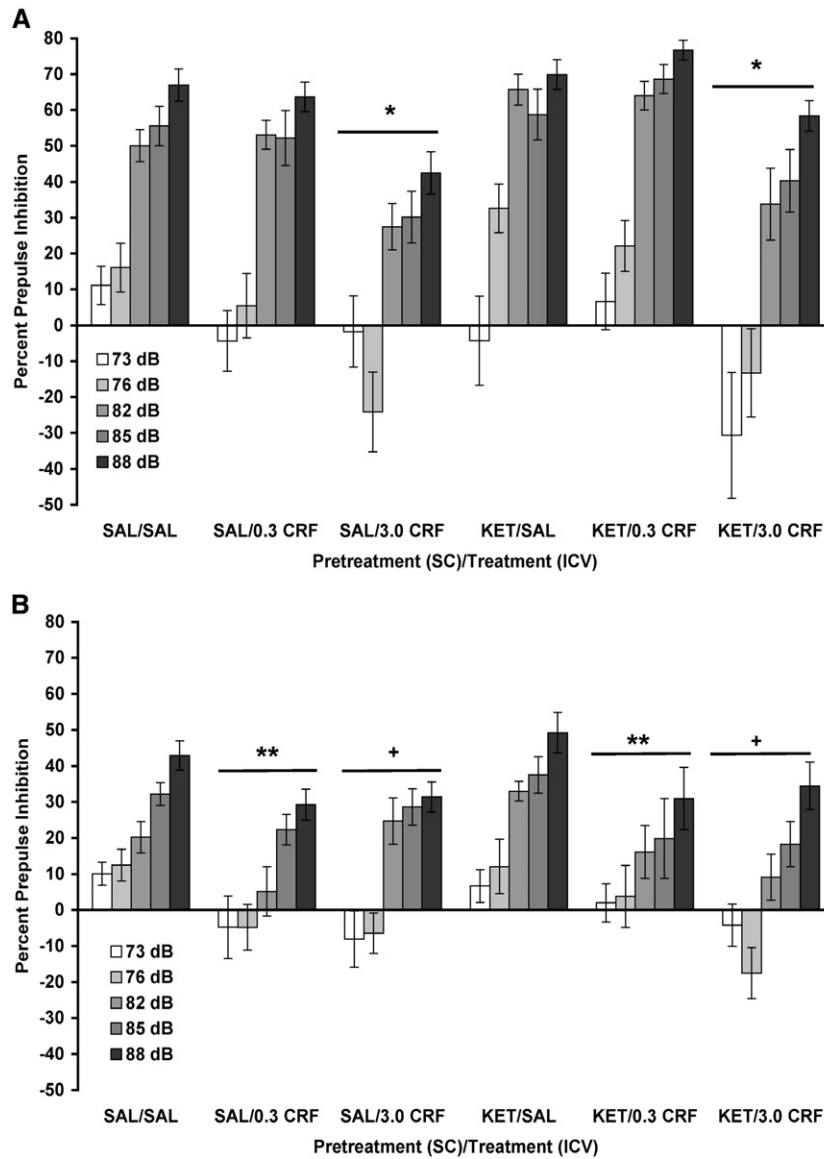 A
Percent Prepulse Inhibition
80
70
60
50
40
30
20
10
0
-10
-20
-30
-40
-50
*
*
73 dB
76 dB
82 dB
85 dB
88 dB
SAL/SAL SAL/0.3 CRF SAL/3.0 CRF KET/SAL KET/0.3 CRF KET/3.0 CRF
Pretreatment (SC)/Treatment (ICV)
B
Percent Prepulse Inhibition
80
70
60
50
40
30
20
10
0
-10
-20
-30
-40
-50
** + ** +
73 dB
76 dB
82 dB
85 dB
88 dB
SAL/SAL SAL/0.3 CRF SAL/3.0 CRF KET/SAL KET/0.3 CRF KET/3.0 CRF
Pretreatment (SC)/Treatment (ICV)